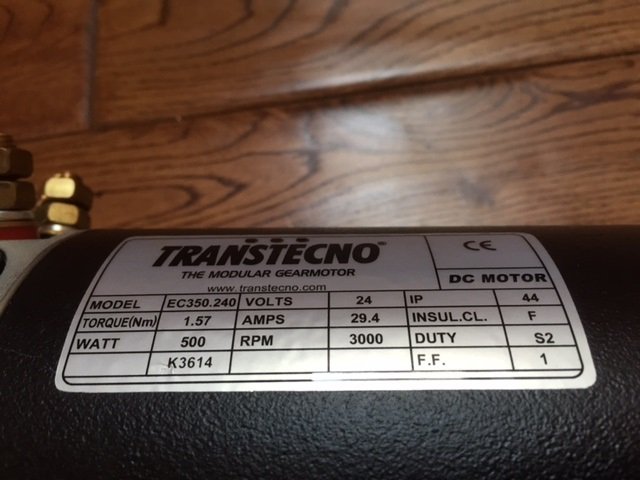 TRANSTECNO®
THE MODULAR GEARMOTOR
www.transtecno.com
CE
DC MOTOR
MODEL EC350.240 VOLTS 24 IP 44
TORQUE(Nm) 1.57 AMPS 29.4 INSUL.CL. F
WATT 500 RPM 3000 DUTY S2
K3614 F.F. 1